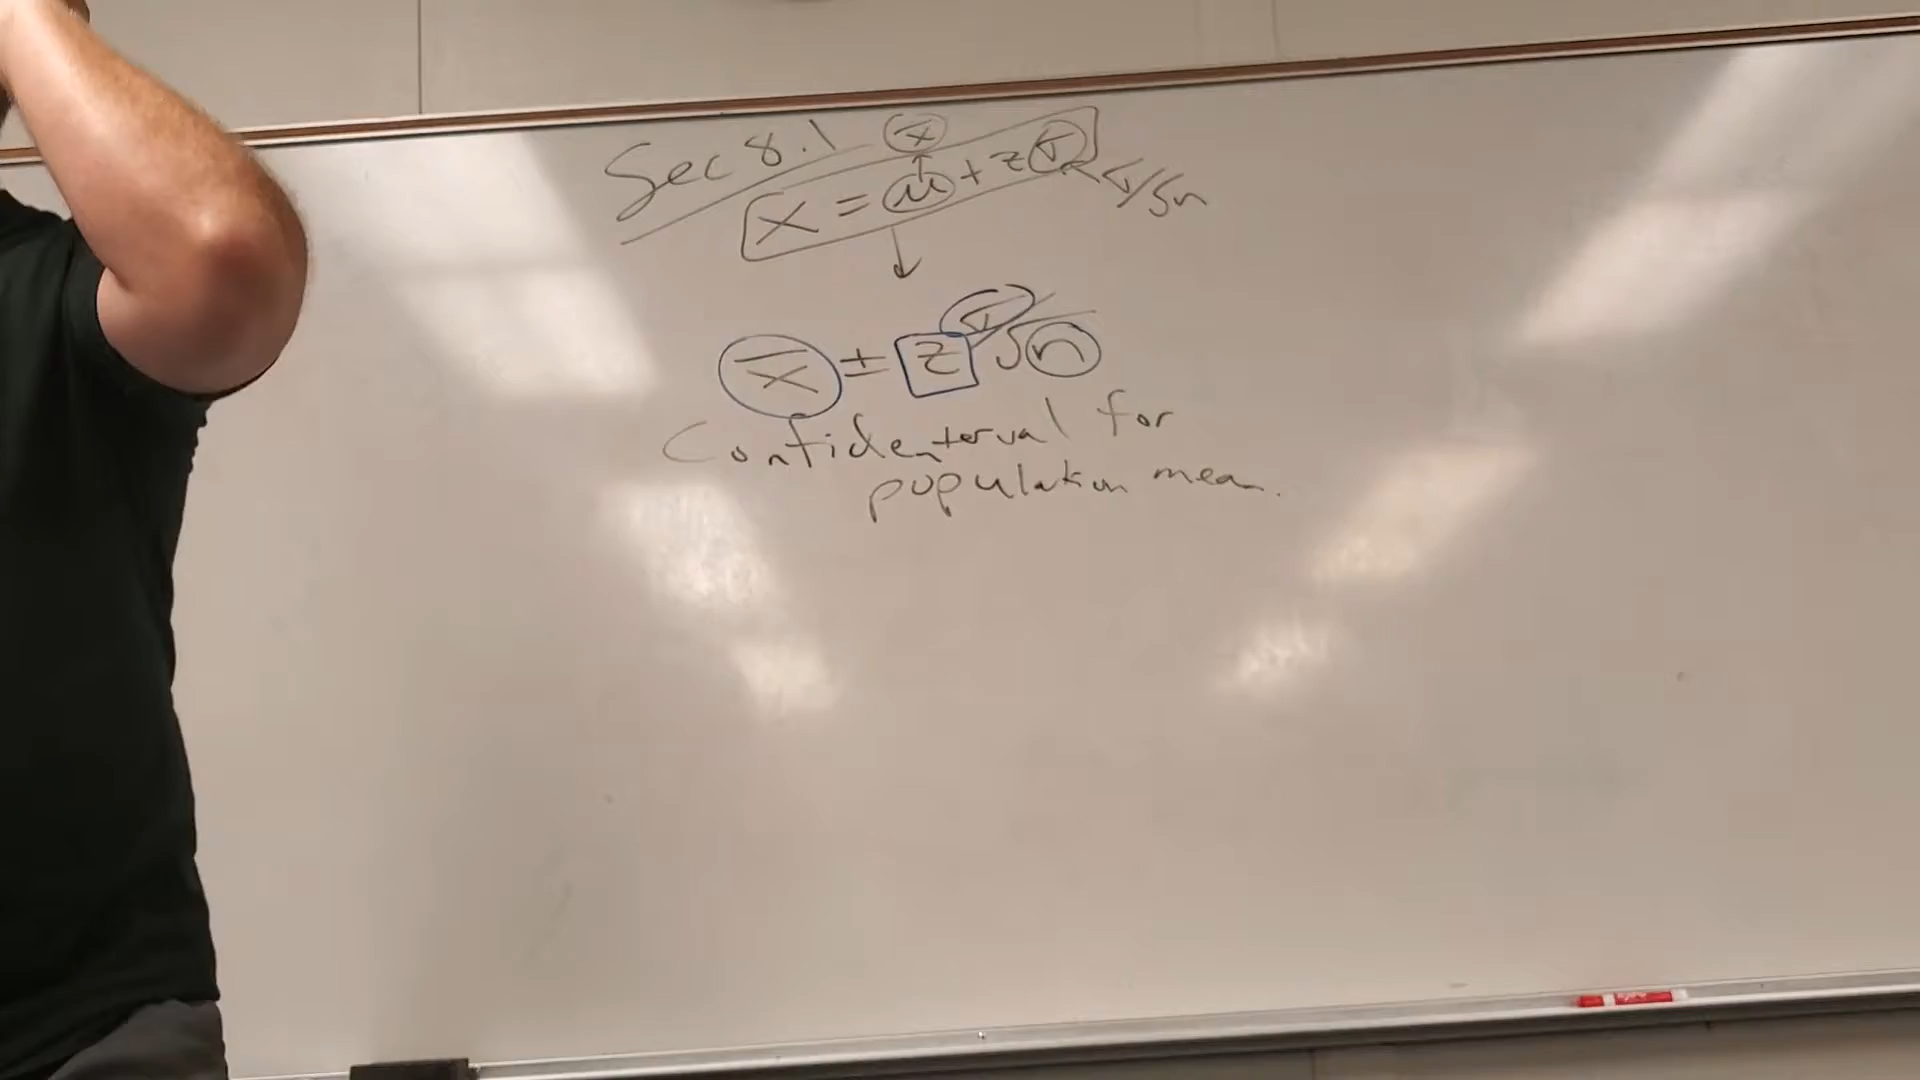 Sec 8.1
x̄
x = μ + zσ
σ/√n
x̄ ± z σ/√n
Confidenterval for
population mean.